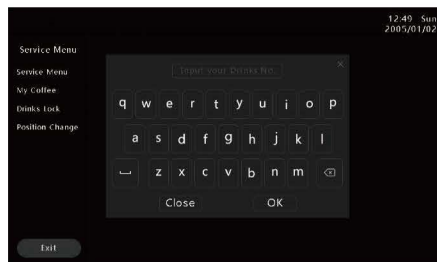 12:49 Sun
2005/01/02
Service Menu
Service Menu
My Coffee
Drinks Lock
Position Change
Input your Drinks No.
q w e r t y u i o p
a s d f g h j k l
z x c v b n m
Close OK
Exit